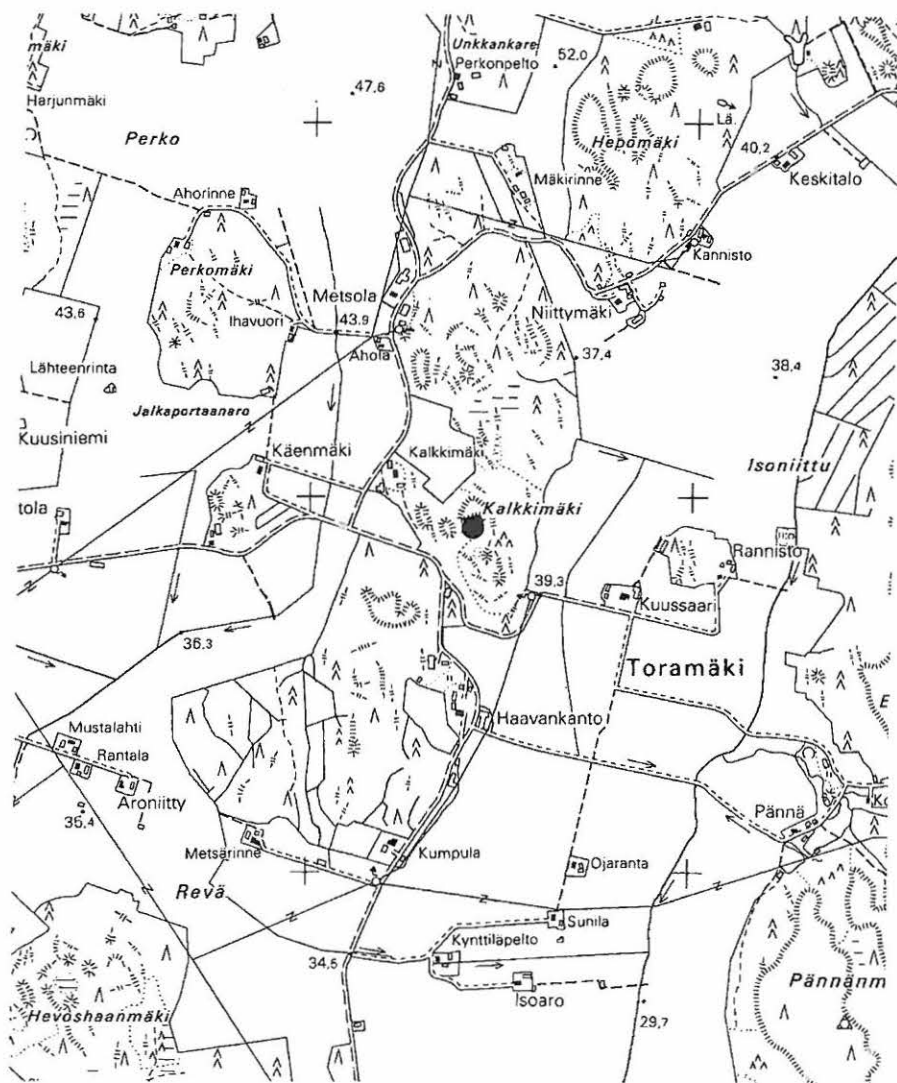 mäki
Unkkankare
Perkonpelto
52.0
47.6
Harjunmäki
Lä.
Perko
Hepomäki
40.2
Keskitalo
Mäkirinne
Ahorinne
Kannisto
Perkomäki
Metsola
Niittymäki
43.6
Ihavuori
43.9
Ahola
37.4
Lähteenrinta
38.4
Jalkaportaanaro
Kuusiniemi
Käenmäki
Kalkkimäki
Isoniittu
tola
Kalkkimäki
Rannisto
39.3
Kuussaari
36.3
Toramäki
E
Haavankanto
Mustalahti
Rantala
Aroniitty
Pännä
Ko
35.4
Metsärinne
Kumpula
Ojaranta
Revä
Sunila
Kynttiläpelto
34.5
Isoaro
Pännänm
Hevoshaanmäki
29.7